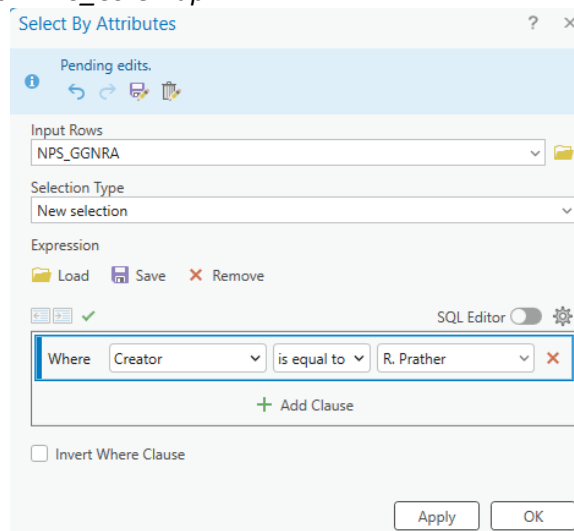 Select By Attributes ?
Pending edits.
Input Rows
NPS_GGNRA
Selection Type
New selection
Expression
Load Save Remove
SQL Editor
Where Creator is equal to R. Prather
+ Add Clause
Invert Where Clause
Apply OK